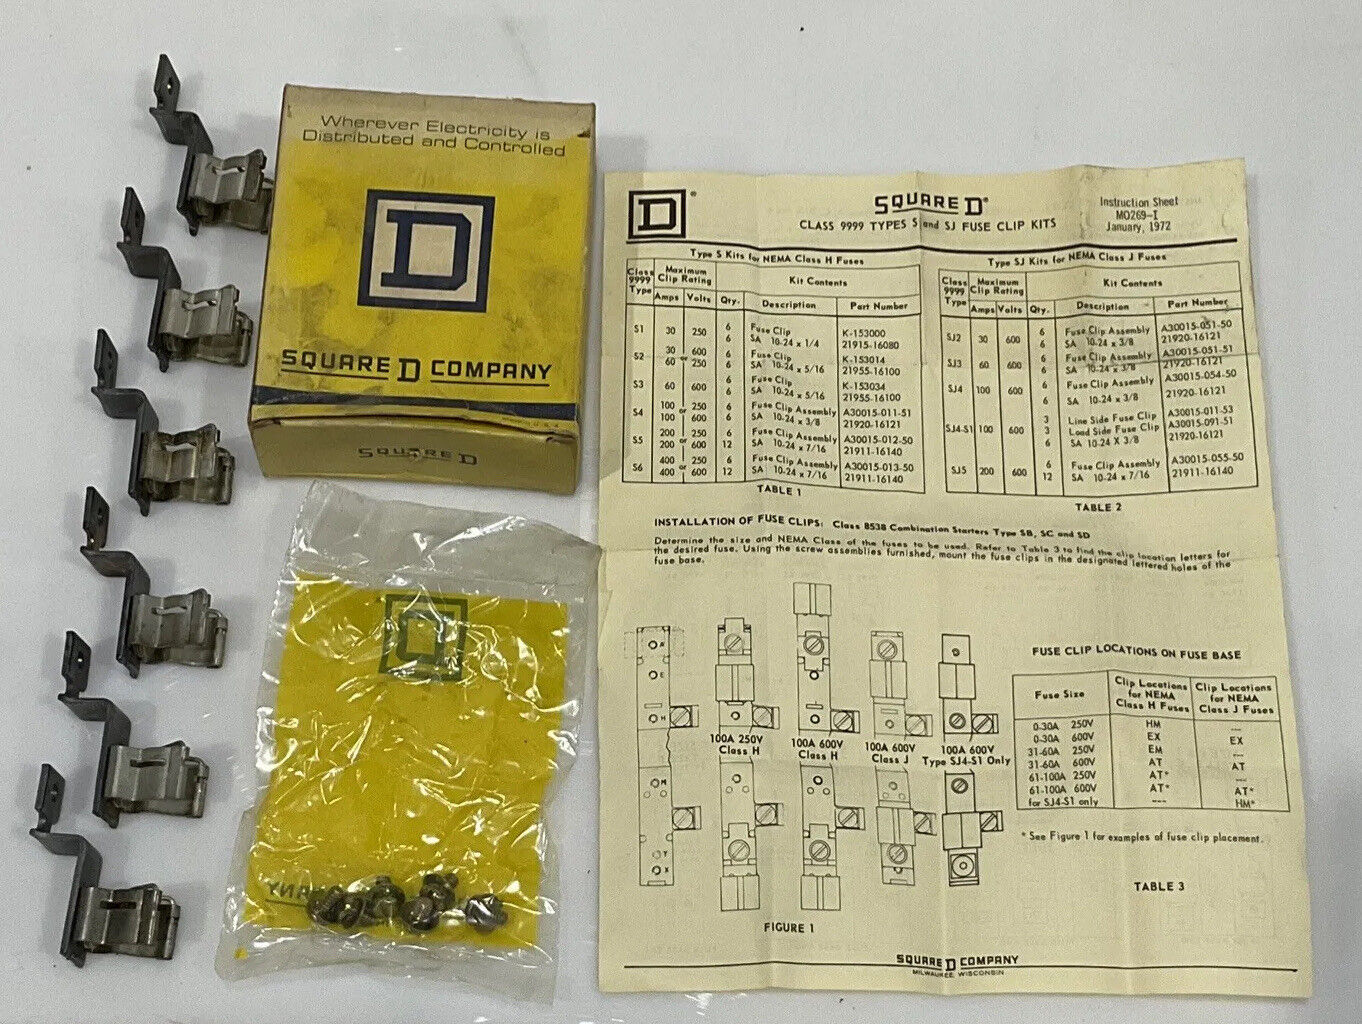 Wherever Electricity is
Distributed and Controlled
D
SQUARE D COMPANY
SQUARE D
D
D
®
SQUARE D®
CLASS 9999 TYPES S and SJ FUSE CLIP KITS
Instruction Sheet
MO269-I
January, 1972
Type S Kits for NEMA Class H Fuses
Class 9999 Type | Maximum Clip Rating Amps Volts | Kit Contents Qty. Description Part Number
S1 30 250 6 Fuse Clip K-153000
6 SA 10-24 x 1/4 21915-16080
S2 30 or 600 6 Fuse Clip K-153014
60 250 6 SA 10-24 x 5/16 21955-16100
S3 60 600 6 Fuse Clip K-153034
6 SA 10-24 x 5/16 21955-16100
S4 100 or 250 6 Fuse Clip Assembly A30015-011-51
100 600 6 SA 10-24 x 3/8 21920-16121
S5 200 or 250 6 Fuse Clip Assembly A30015-012-50
200 600 12 SA 10-24 x 7/16 21911-16140
S6 400 or 250 6 Fuse Clip Assembly A30015-013-50
400 600 12 SA 10-24 x 7/16 21911-16140
TABLE 1
Type SJ Kits for NEMA Class J Fuses
Class 9999 Type | Maximum Clip Rating Amps Volts | Kit Contents Qty. Description Part Number
SJ2 30 600 6 Fuse Clip Assembly A30015-051-50
6 SA 10-24 x 3/8 21920-16121
SJ3 60 600 6 Fuse Clip Assembly A30015-051-51
6 SA 10-24 x 3/8 21920-16121
SJ4 100 600 6 Fuse Clip Assembly A30015-054-50
6 SA 10-24 x 3/8 21920-16121
SJ4-S1 100 600 3 Line Side Fuse Clip A30015-011-53
3 Load Side Fuse Clip A30015-091-51
6 SA 10-24 X 3/8 21920-16121
SJ5 200 600 6 Fuse Clip Assembly A30015-055-50
12 SA 10-24 x 7/16 21911-16140
TABLE 2
INSTALLATION OF FUSE CLIPS: Class 8538 Combination Starters Type SB, SC and SD
Determine the size and NEMA Class of the fuses to be used. Refer to Table 3 to find the clip location letters for
the desired fuse. Using the screw assemblies furnished, mount the fuse clips in the designated lettered holes of the
fuse base.
A
E
H
M
T
X
100A 250V
Class H
100A 600V
Class H
100A 600V
Class J
100A 600V
Type SJ4-S1 Only
FIGURE 1
FUSE CLIP LOCATIONS ON FUSE BASE
Fuse Size | Clip Locations for NEMA Class H Fuses | Clip Locations for NEMA Class J Fuses
0-30A 250V HM ---
0-30A 600V EX EX
31-60A 250V EM ---
31-60A 600V AT AT
61-100A 250V AT* ---
61-100A 600V AT* AT*
for SJ4-S1 only --- HM*
* See Figure 1 for examples of fuse clip placement.
TABLE 3
SQUARE D COMPANY
MILWAUKEE, WISCONSIN